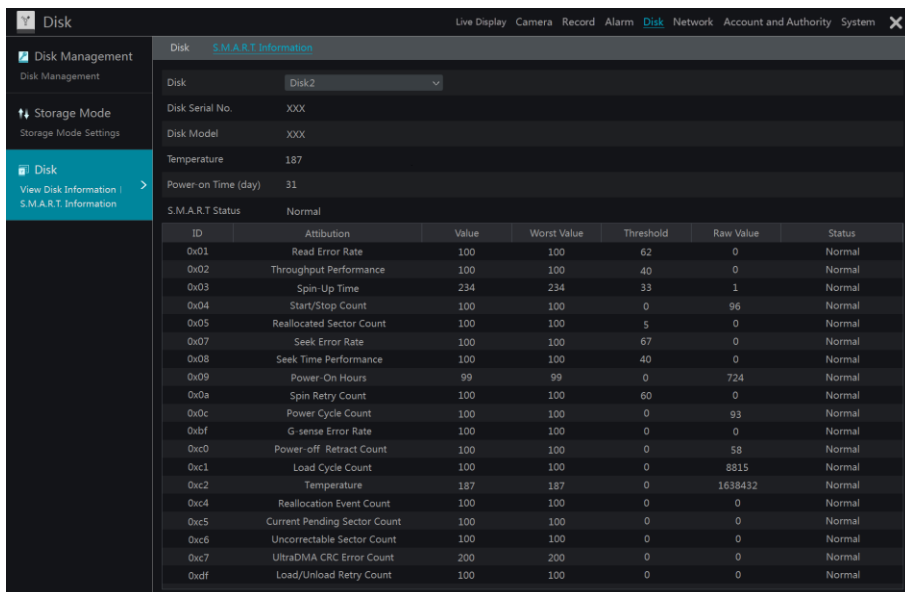 Disk Live Display Camera Record Alarm Disk Network Account and Authority System
Disk Management
Disk Management
Storage Mode
Storage Mode Settings
Disk
View Disk Information |
S.M.A.R.T. Information
Disk S.M.A.R.T. Information
Disk Disk2
Disk Serial No. XXX
Disk Model XXX
Temperature 187
Power-on Time (day) 31
S.M.A.R.T Status Normal
ID Attibution Value Worst Value Threshold Raw Value Status
0x01 Read Error Rate 100 100 62 0 Normal
0x02 Throughput Performance 100 100 40 0 Normal
0x03 Spin-Up Time 234 234 33 1 Normal
0x04 Start/Stop Count 100 100 0 96 Normal
0x05 Reallocated Sector Count 100 100 5 0 Normal
0x07 Seek Error Rate 100 100 67 0 Normal
0x08 Seek Time Performance 100 100 40 0 Normal
0x09 Power-On Hours 99 99 0 724 Normal
0x0a Spin Retry Count 100 100 60 0 Normal
0x0c Power Cycle Count 100 100 0 93 Normal
0xbf G-sense Error Rate 100 100 0 0 Normal
0xc0 Power-off Retract Count 100 100 0 58 Normal
0xc1 Load Cycle Count 100 100 0 8815 Normal
0xc2 Temperature 187 187 0 1638432 Normal
0xc4 Reallocation Event Count 100 100 0 0 Normal
0xc5 Current Pending Sector Count 100 100 0 0 Normal
0xc6 Uncorrectable Sector Count 100 100 0 0 Normal
0xc7 UltraDMA CRC Error Count 200 200 0 0 Normal
0xdf Load/Unload Retry Count 100 100 0 0 Normal